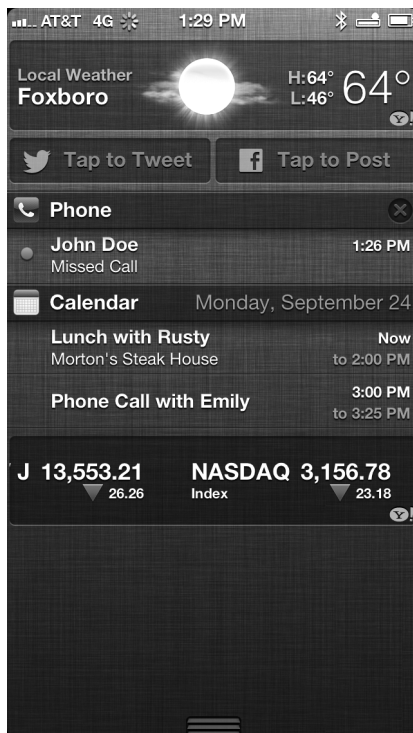 AT&T 4G 1:29 PM
Local Weather
Foxboro
H:64°
L:46°
64°
Y!
Tap to Tweet
f Tap to Post
Phone
John Doe 1:26 PM
Missed Call
Calendar Monday, September 24
Lunch with Rusty Now
Morton's Steak House to 2:00 PM
Phone Call with Emily 3:00 PM
to 3:25 PM
J 13,553.21 NASDAQ 3,156.78
26.26 Index 23.18
Y!